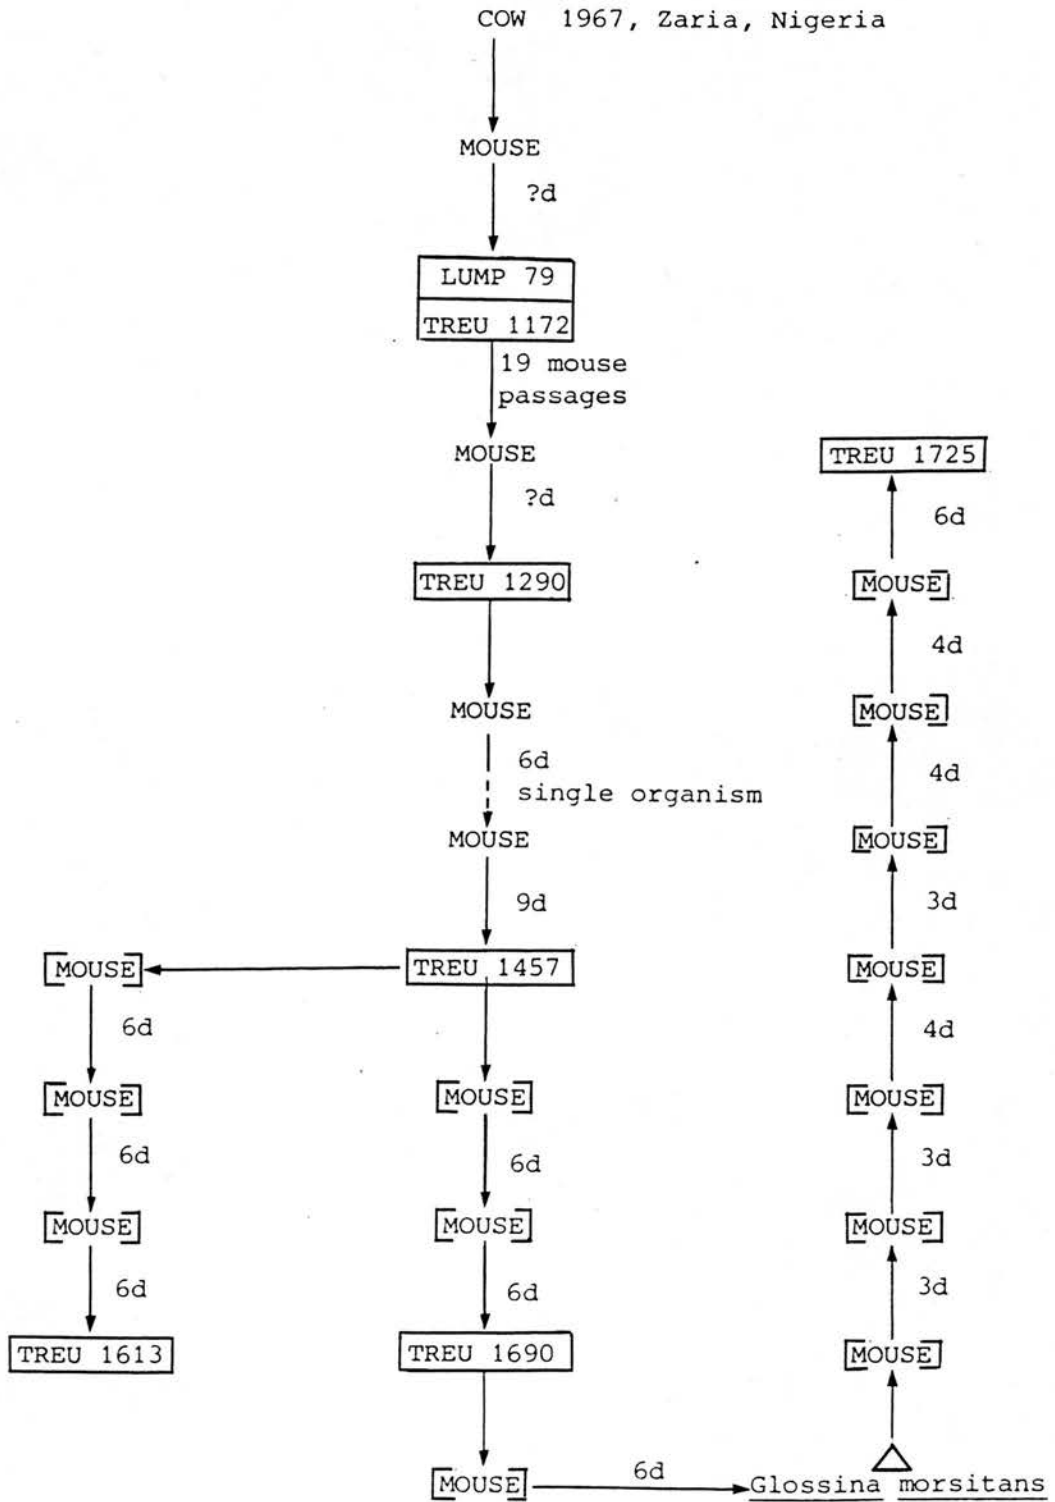 COW 1967, Zaria, Nigeria
MOUSE
?d
LUMP 79
TREU 1172
19 mouse
passages
MOUSE
?d
TREU 1290
MOUSE
6d
single organism
MOUSE
9d
TREU 1457
[MOUSE]
6d
[MOUSE]
6d
[MOUSE]
6d
TREU 1613
[MOUSE]
6d
[MOUSE]
6d
TREU 1690
[MOUSE]
6d
Glossina morsitans
[MOUSE]
3d
[MOUSE]
3d
[MOUSE]
4d
[MOUSE]
3d
[MOUSE]
4d
[MOUSE]
4d
[MOUSE]
6d
TREU 1725